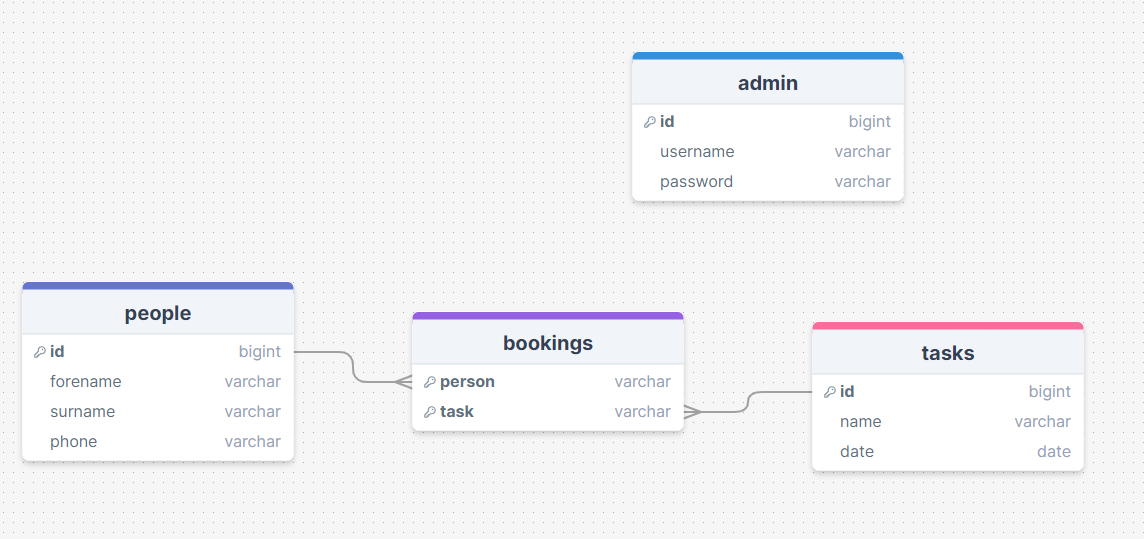 admin
id bigint
username varchar
password varchar
people
id bigint
forename varchar
surname varchar
phone varchar
bookings
person varchar
task varchar
tasks
id bigint
name varchar
date date